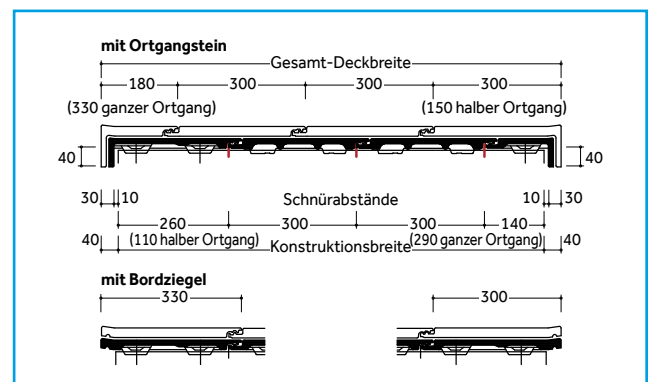 mit Ortgangstein
Gesamt-Deckbreite
180 300 300 300
(330 ganzer Ortgang) (150 halber Ortgang)
40 40
30 10 Schnürabstände 10 30
260 300 300 140
40 (110 halber Ortgang) (290 ganzer Ortgang) 40
Konstruktionsbreite
mit Bordziegel
330 300